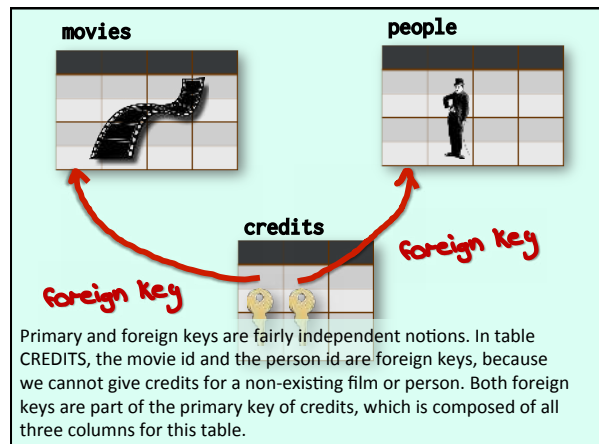 movies
people
credits
foreign key
foreign key
Primary and foreign keys are fairly independent notions. In table
CREDITS, the movie id and the person id are foreign keys, because
we cannot give credits for a non-existing film or person. Both foreign
keys are part of the primary key of credits, which is composed of all
three columns for this table.